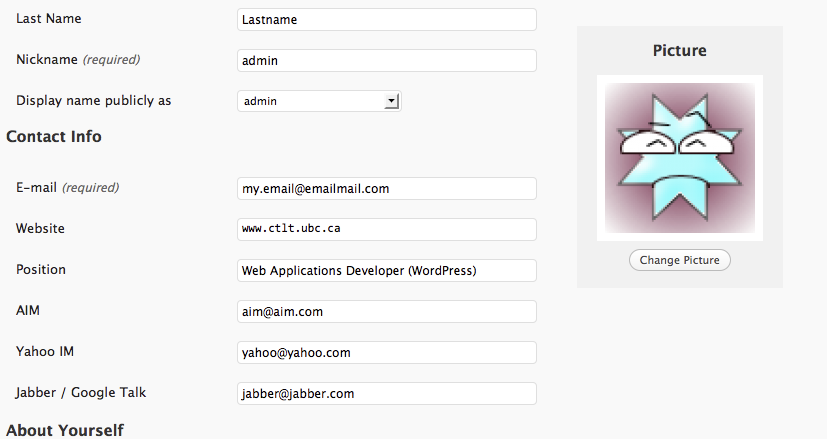 Last Name Lastname
Picture
Nickname (required) admin
Display name publicly as admin
Contact Info
E-mail (required) my.email@emailmail.com
Website www.ctlt.ubc.ca
Position Web Applications Developer (WordPress)
Change Picture
AIM aim@aim.com
Yahoo IM yahoo@yahoo.com
Jabber / Google Talk jabber@jabber.com
About Yourself